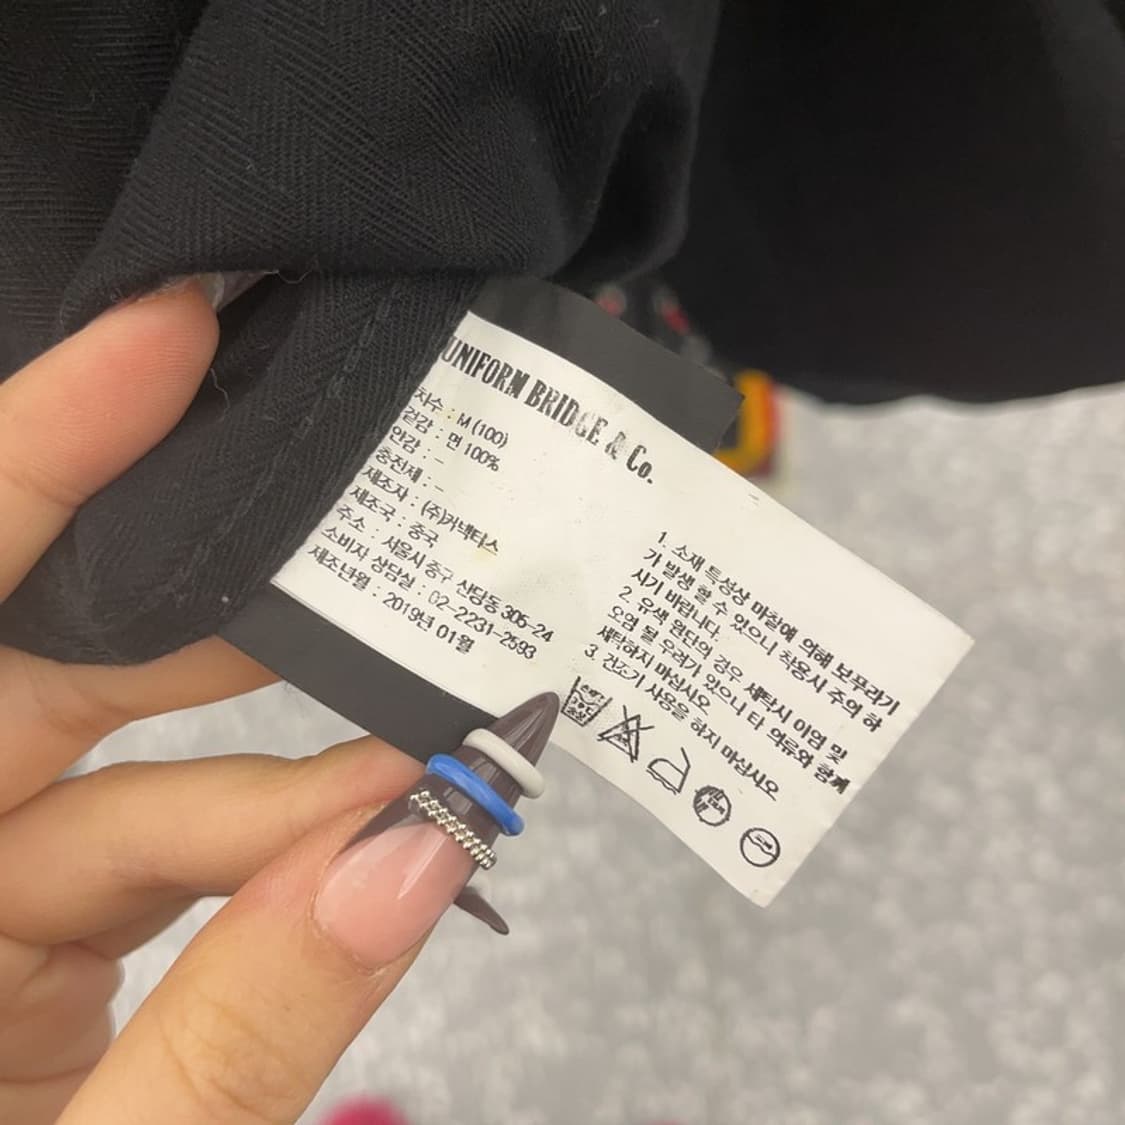 UNIFORM BRIDGE & Co.
치수 : M (100)
겉감 : 면 100%
안감 : -
충전재 : -
제조자 : (주)커넥터스
제조국 : 중국
주소 : 서울시 중구 신당동 305-24
소비자 상담실 : 02-2231-2593
제조년월 : 2019년 01월
1. 소재 특성상 마찰에 의해 보푸라기
가 발생 할 수 있으니 착용시 주의 하
시기 바랍니다.
2. 유색 원단의 경우 세탁시 이염 및
오염 될 우려가 있으니 타 의류와 함께
세탁하지 마십시오
3. 건조기 사용을 하지 마십시오